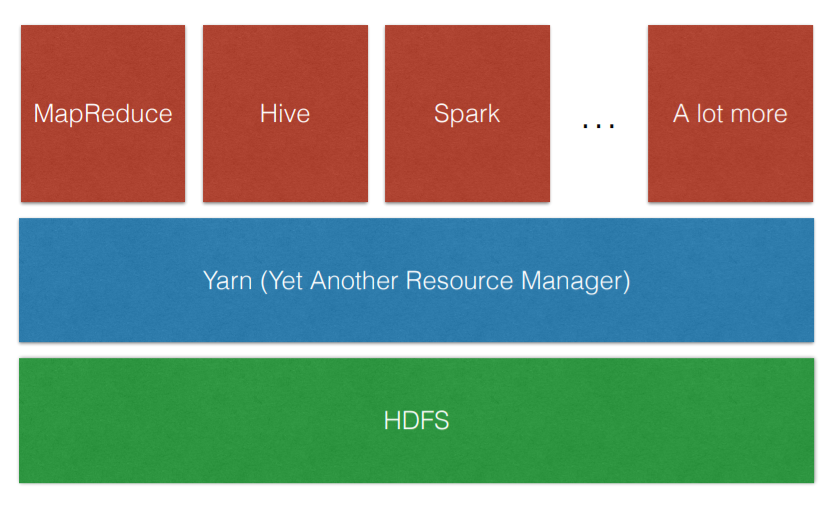 MapReduce
Hive
Spark
...
A lot more
Yarn (Yet Another Resource Manager)
HDFS